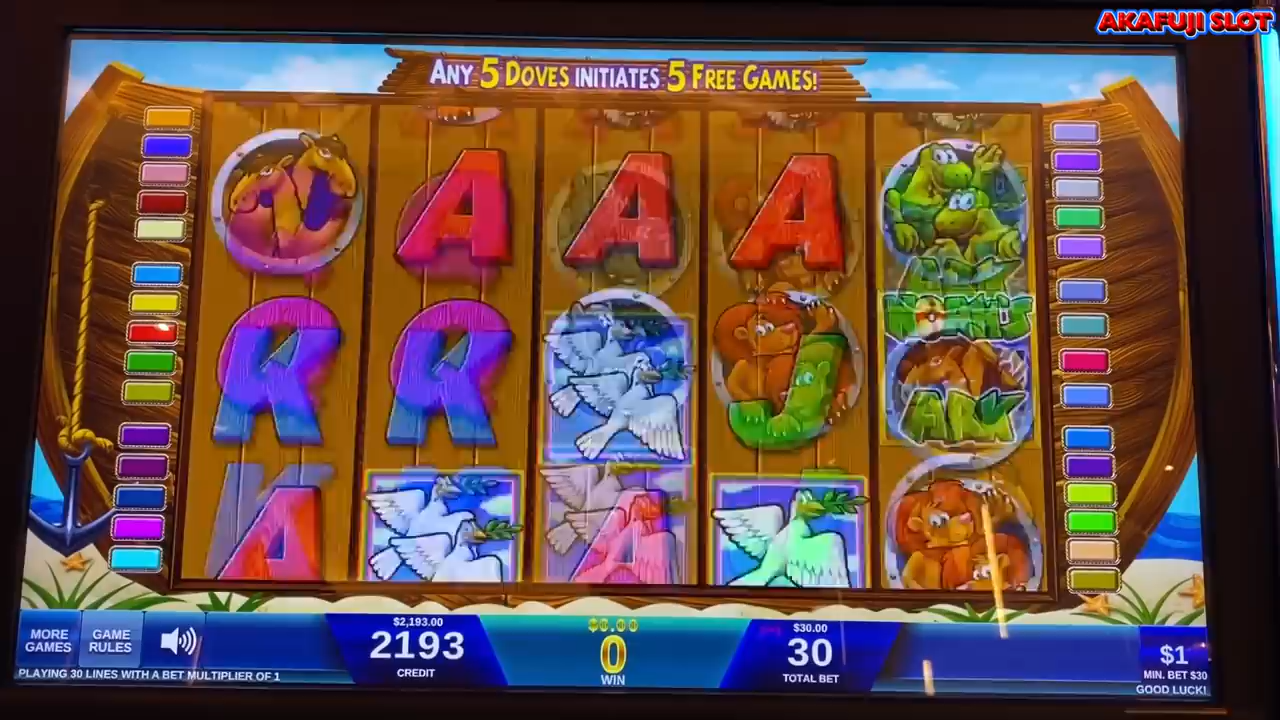 AKAFUJI SLOT
ANY 5 DOVES INITIATES 5 FREE GAMES!
A A A
NOAH'S
K K J ARK
A A
MORE GAMES
GAME RULES
$2,193.00
2193
CREDIT
$0.00
0
WIN
$30.00
30
TOTAL BET
$1
MIN. BET $30
GOOD LUCK!
PLAYING 30 LINES WITH A BET MULTIPLIER OF 1